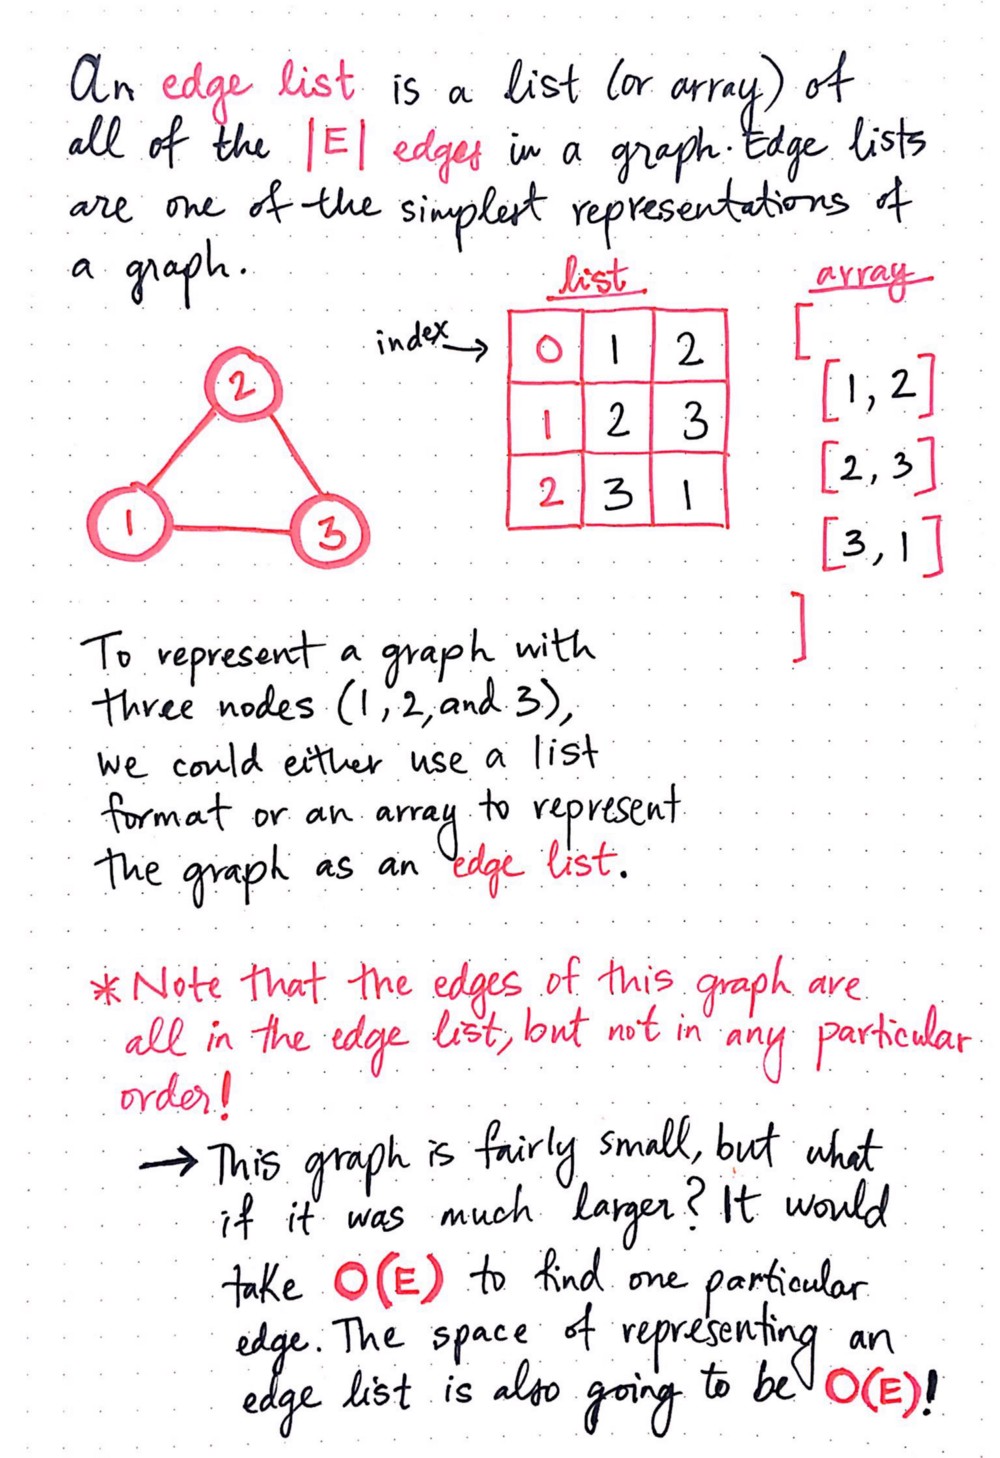 An edge list is a list (or array) of
all of the |E| edges in a graph. Edge lists
are one of the simplest representations of
a graph.
list
array
index →
0 1 2
1 2 3
2 3 1
[
[1, 2]
[2, 3]
[3, 1]
]
2
1
3
To represent a graph with
three nodes (1, 2, and 3),
we could either use a list
format or an array to represent
the graph as an edge list.
* Note that the edges of this graph are
all in the edge list, but not in any particular
order!
→ This graph is fairly small, but what
if it was much larger? It would
take O(E) to find one particular
edge. The space of representing an
edge list is also going to be O(E)!